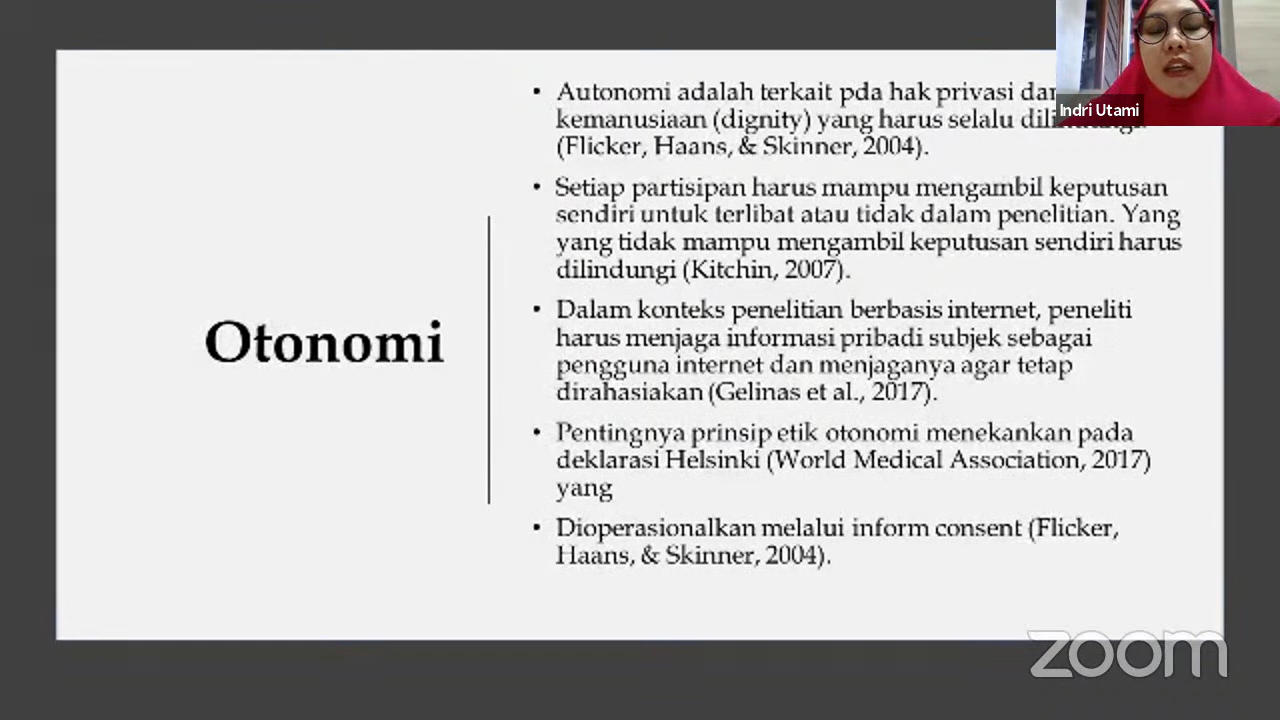 Otonomi
• Autonomi adalah terkait pda hak privasi dan
kemanusiaan (dignity) yang harus selalu
(Flicker, Haans, & Skinner, 2004).
• Setiap partisipan harus mampu mengambil keputusan
sendiri untuk terlibat atau tidak dalam penelitian. Yang
yang tidak mampu mengambil keputusan sendiri harus
dilindungi (Kitchin, 2007).
• Dalam konteks penelitian berbasis internet, peneliti
harus menjaga informasi pribadi subjek sebagai
pengguna internet dan menjaganya agar tetap
dirahasiakan (Gelinas et al., 2017).
• Pentingnya prinsip etik otonomi menekankan pada
deklarasi Helsinki (World Medical Association, 2017)
yang
• Dioperasionalkan melalui inform consent (Flicker,
Haans, & Skinner, 2004).
Indri Utami
zoom